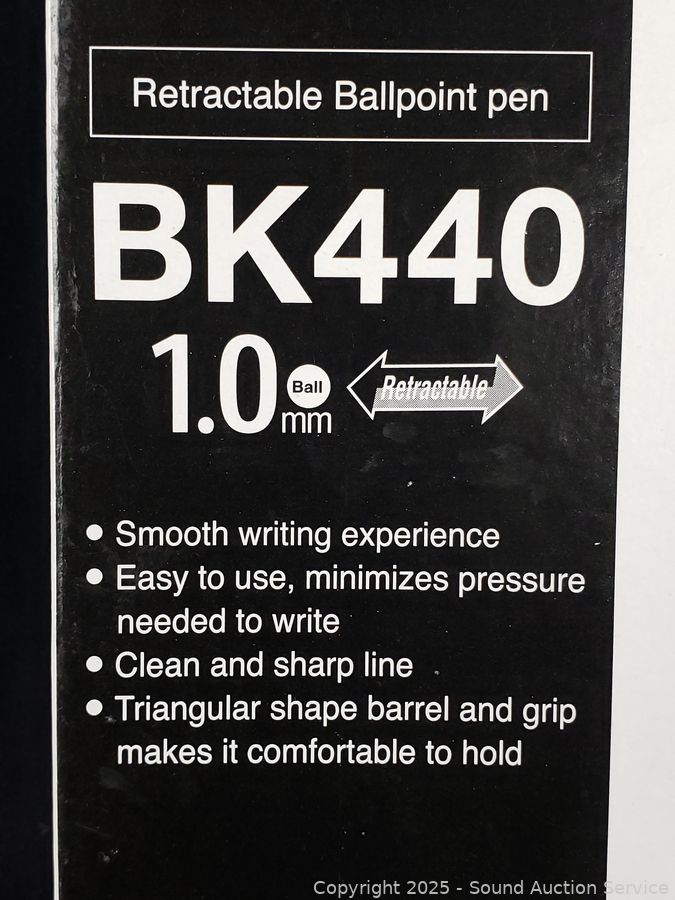 Retractable Ballpoint pen
BK440
1.0 Ball mm Retractable
● Smooth writing experience
● Easy to use, minimizes pressure
needed to write
● Clean and sharp line
● Triangular shape barrel and grip
makes it comfortable to hold
Copyright 2025 - Sound Auction Service